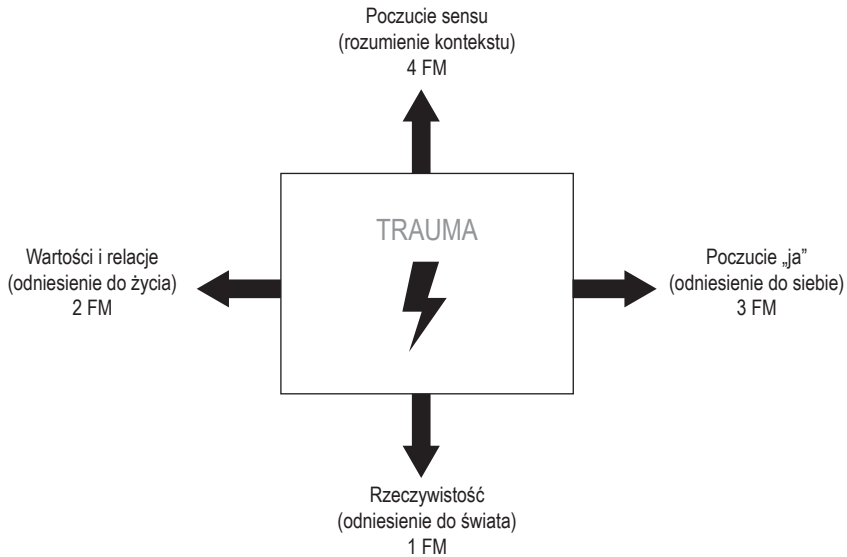 Poczucie sensu
(rozumienie kontekstu)
4 FM
TRAUMA
Wartości i relacje
(odniesienie do życia)
2 FM
Poczucie „ja”
(odniesienie do siebie)
3 FM
Rzeczywistość
(odniesienie do świata)
1 FM